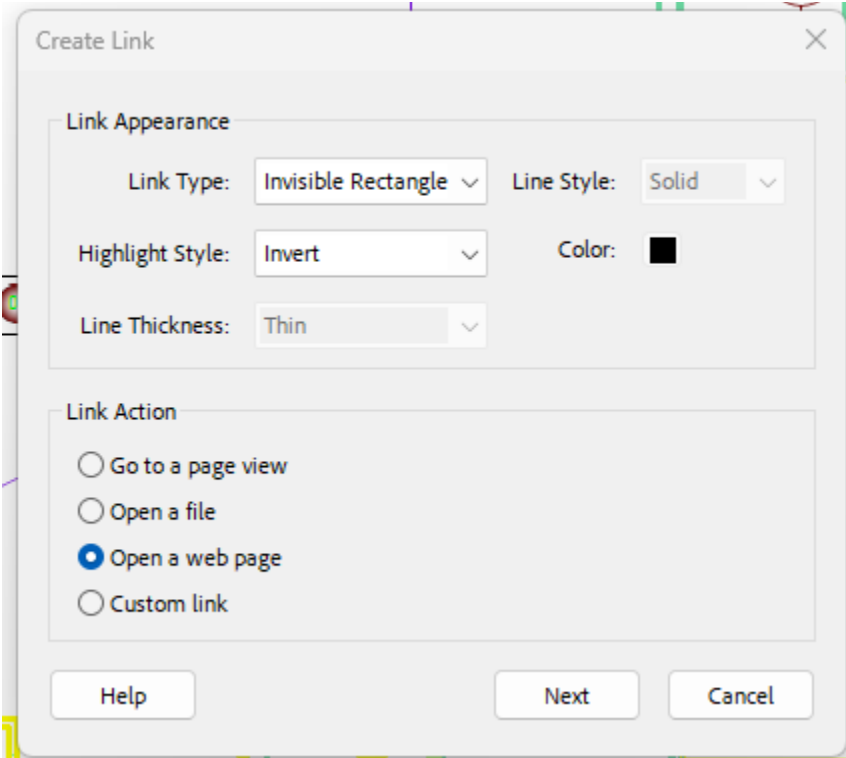 Create Link
Link Appearance
Link Type: Invisible Rectangle Line Style: Solid
Highlight Style: Invert Color:
Line Thickness: Thin
Link Action
Go to a page view
Open a file
Open a web page
Custom link
Help Next Cancel